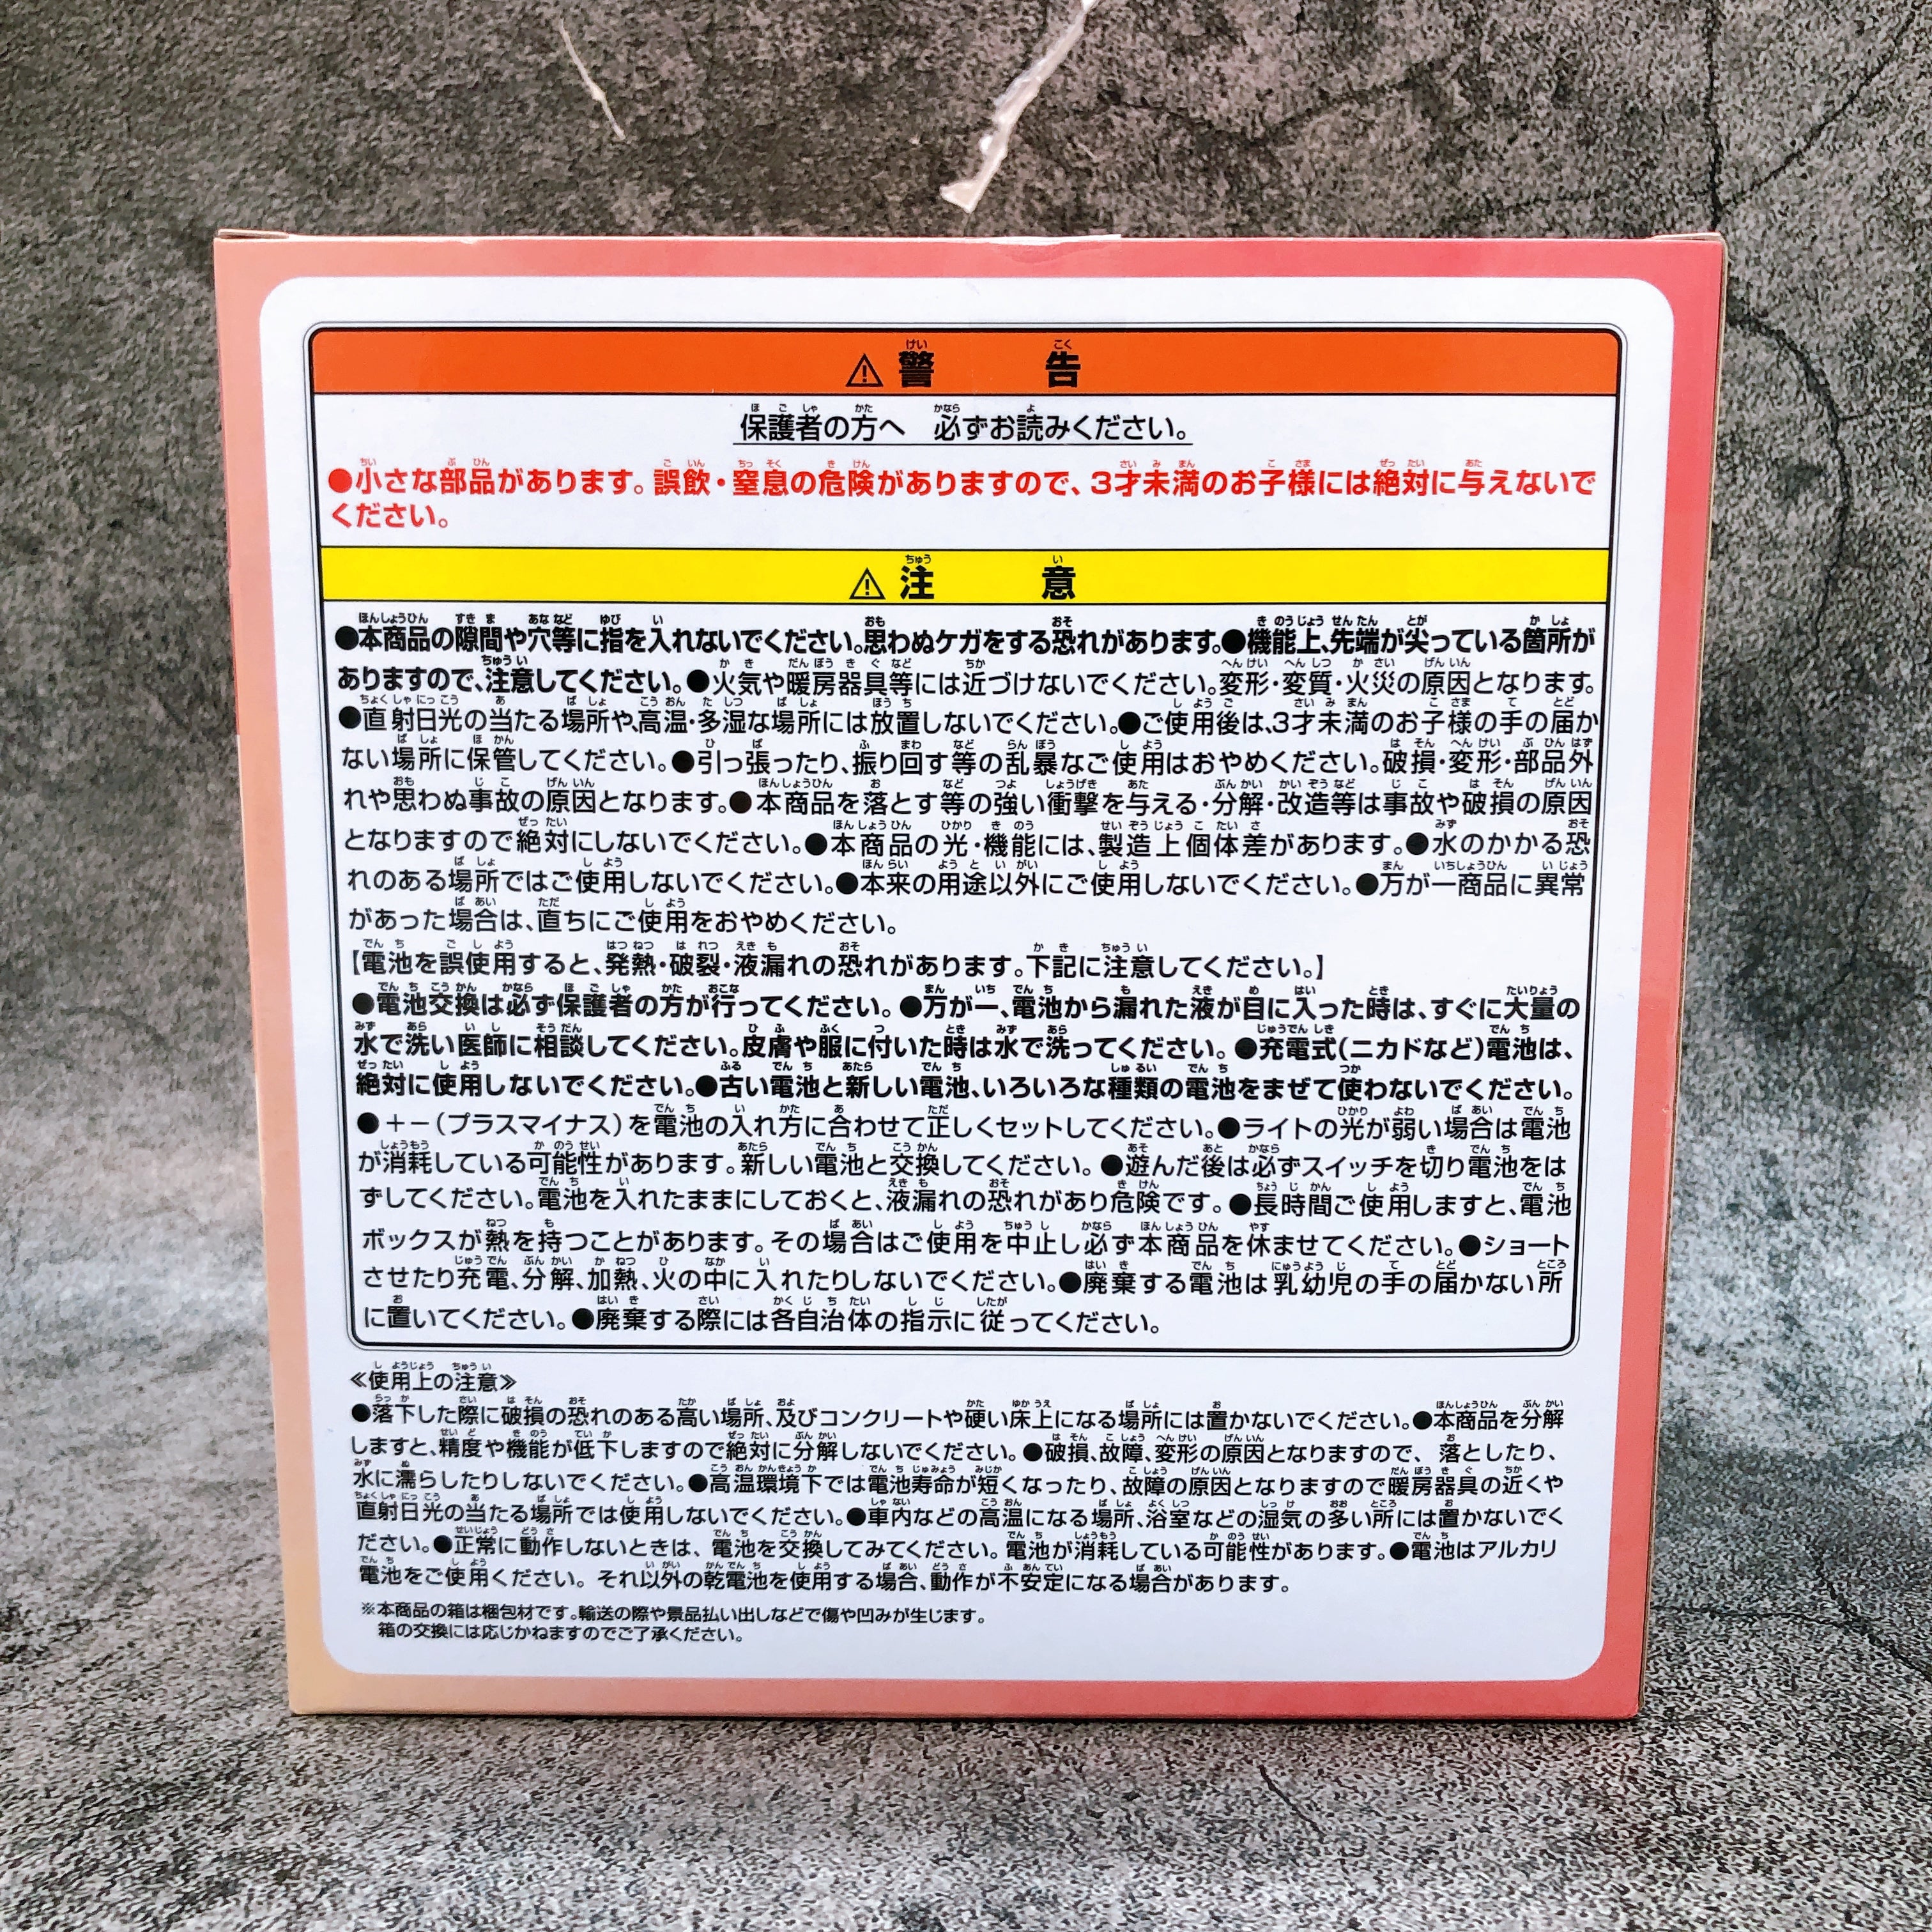 ⚠警告
保護者の方へ 必ずお読みください。
●小さな部品があります。誤飲・窒息の危険がありますので、3才未満のお子様には絶対に与えないで
ください。
⚠注意
●本商品の隙間や穴等に指を入れないでください。思わぬケガをする恐れがあります。●機能上、先端が尖っている箇所が
ありますので、注意してください。●火気や暖房器具等には近づけないでください。変形・変質・火災の原因となります。
●直射日光の当たる場所や、高温・多湿な場所には放置しないでください。●ご使用後は、3才未満のお子様の手の届か
ない場所に保管してください。●引っ張ったり、振り回す等の乱暴なご使用はおやめください。破損・変形・部品外
れや思わぬ事故の原因となります。●本商品を落とす等の強い衝撃を与える・分解・改造等は事故や破損の原因
となりますので絶対にしないでください。●本商品の光・機能には、製造上個体差があります。●水のかかる恐
れのある場所ではご使用しないでください。●本来の用途以外にご使用しないでください。●万が一商品に異常
があった場合は、直ちにご使用をおやめください。
【電池を誤使用すると、発熱・破裂・液漏れの恐れがあります。下記に注意してください。】
●電池交換は必ず保護者の方が行ってください。●万が一、電池から漏れた液が目に入った時は、すぐに大量の
水で洗い医師に相談してください。皮膚や服に付いた時は水で洗ってください。●充電式(ニカドなど)電池は、
絶対に使用しないでください。●古い電池と新しい電池、いろいろな種類の電池をまぜて使わないでください。
●＋－(プラスマイナス)を電池の入れ方に合わせて正しくセットしてください。●ライトの光が弱い場合は電池
が消耗している可能性があります。新しい電池と交換してください。●遊んだ後は必ずスイッチを切り電池をは
ずしてください。電池を入れたままにしておくと、液漏れの恐れがあり危険です。●長時間ご使用しますと、電池
ボックスが熱を持つことがあります。その場合はご使用を中止し必ず本商品を休ませてください。●ショート
させたり充電、分解、加熱、火の中に入れたりしないでください。●廃棄する電池は乳幼児の手の届かない所
に置いてください。●廃棄する際には各自治体の指示に従ってください。
≪使用上の注意≫
●落下した際に破損の恐れのある高い場所、及びコンクリートや硬い床上になる場所には置かないでください。●本商品を分解
しますと、精度や機能が低下しますので絶対に分解しないでください。●破損、故障、変形の原因となりますので、落としたり、
水に濡らしたりしないでください。●高温環境下では電池寿命が短くなったり、故障の原因となりますので暖房器具の近くや
直射日光の当たる場所では使用しないでください。●車内などの高温になる場所、浴室などの湿気の多い所には置かないでく
ださい。●正常に動作しないときは、電池を交換してみてください。電池が消耗している可能性があります。●電池はアルカリ
電池をご使用ください。それ以外の乾電池を使用する場合、動作が不安定になる場合があります。
※本商品の箱は梱包材です。輸送の際や景品払い出しなどで傷や凹みが生じます。
箱の交換には応じかねますのでご了承ください。